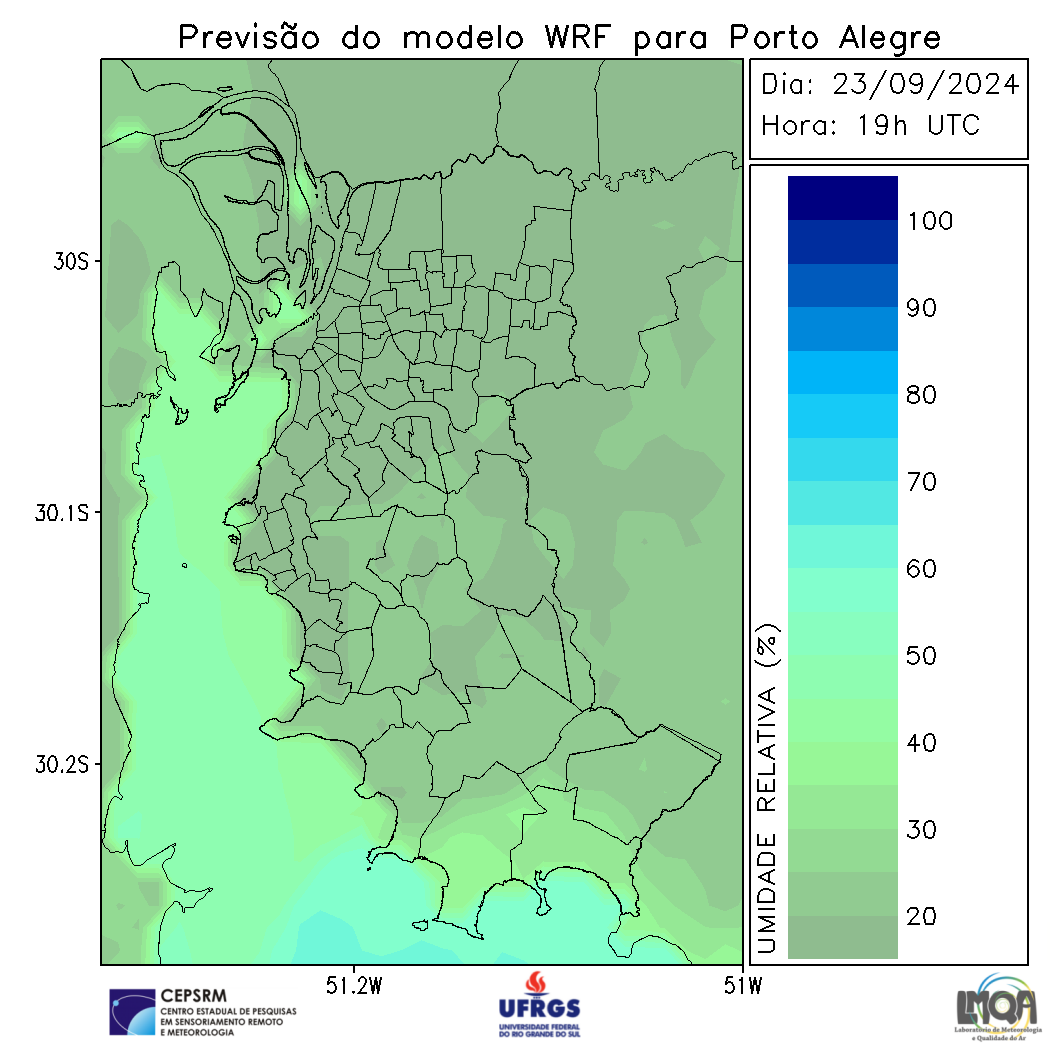 Previsão do modelo WRF para Porto Alegre
Dia: 23/09/2024
Hora: 19h UTC
30S
30.1S
30.2S
51.2W
51W
100
90
80
70
60
50
40
30
20
UMIDADE RELATIVA (%)
CEPSRM
CENTRO ESTADUAL DE PESQUISAS
EM SENSORIAMENTO REMOTO
E METEOROLOGIA
UFRGS
UNIVERSIDADE FEDERAL
DO RIO GRANDE DO SUL
LMQA
Laboratório de Meteorologia
e Qualidade do Ar